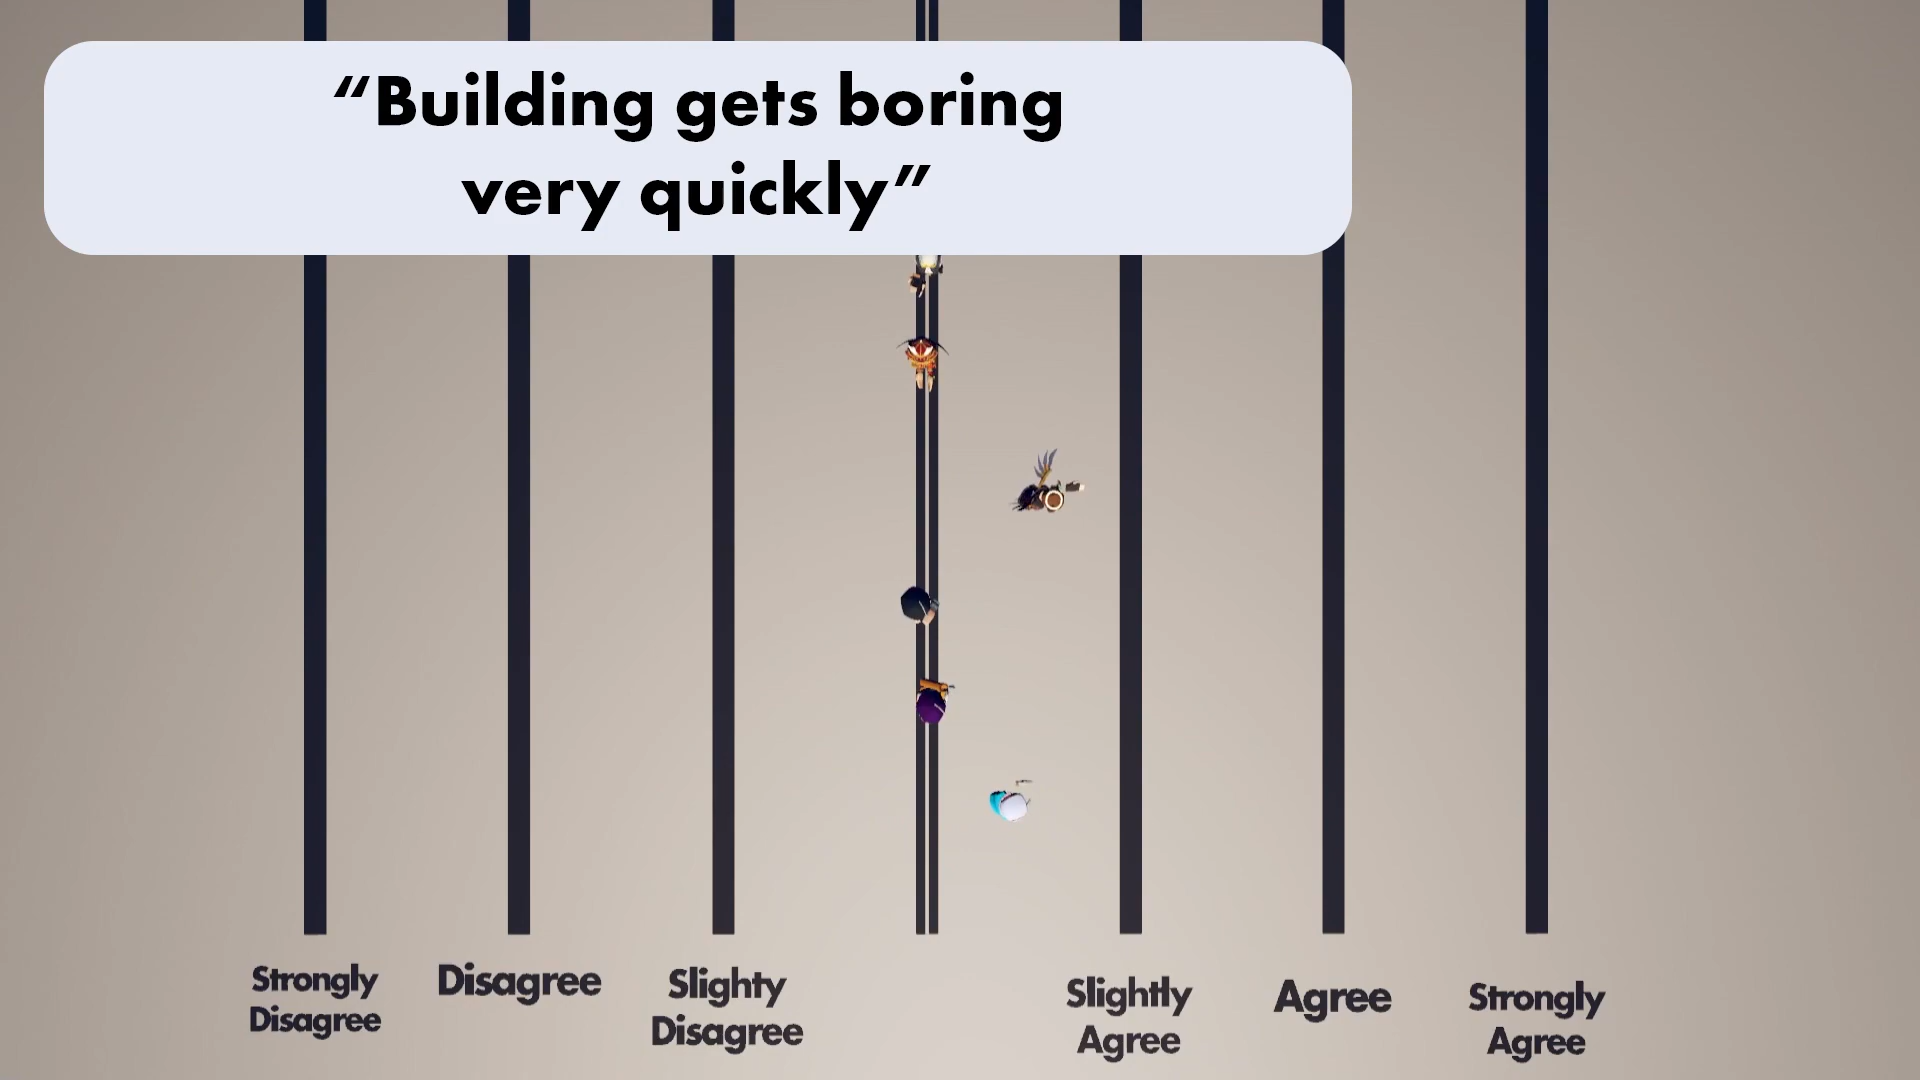 “Building gets boring
very quickly”
Strongly
Disagree
Disagree
Slighty
Disagree
Slightly
Agree
Agree
Strongly
Agree